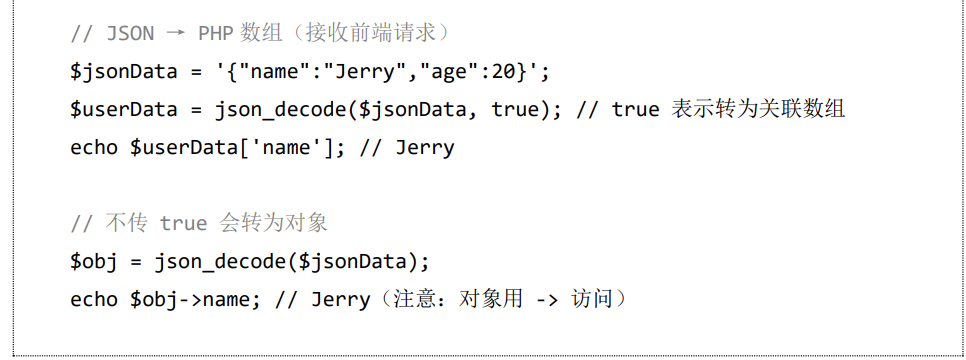 // JSON → PHP 数组（接收前端请求）
$jsonData = '{"name":"Jerry","age":20}';
$userData = json_decode($jsonData, true); // true 表示转为关联数组
echo $userData['name']; // Jerry
// 不传 true 会转为对象
$obj = json_decode($jsonData);
echo $obj->name; // Jerry（注意：对象用 -> 访问）